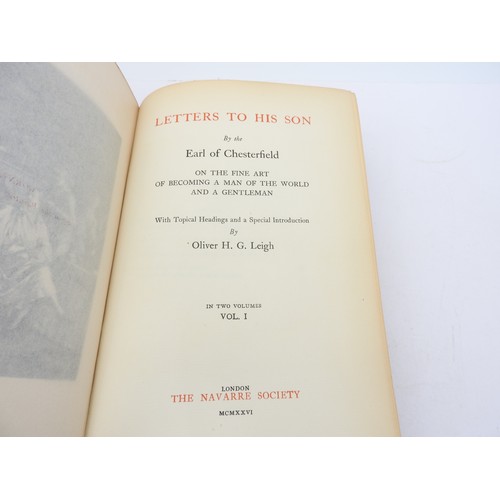 LETTERS TO HIS SON
By the
Earl of Chesterfield
ON THE FINE ART
OF BECOMING A MAN OF THE WORLD
AND A GENTLEMAN
With Topical Headings and a Special Introduction
By
Oliver H. G. Leigh
IN TWO VOLUMES
VOL. I
LONDON
THE NAVARRE SOCIETY
MCMXXVI